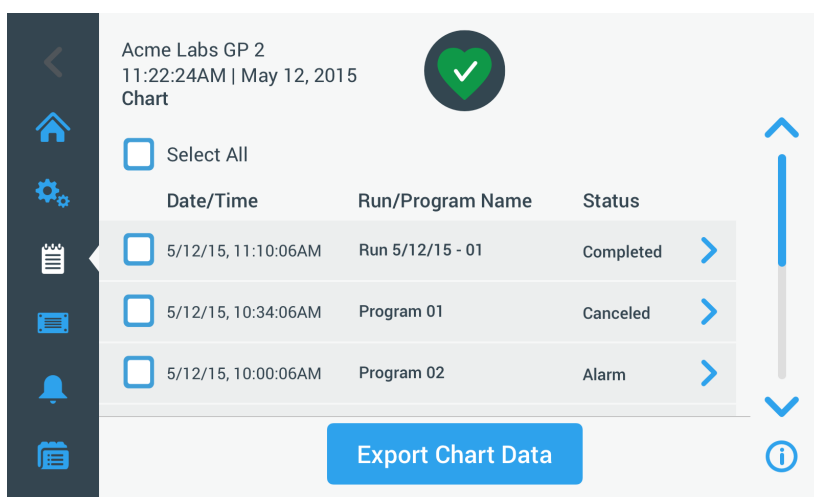 Acme Labs GP 2
11:22:24AM | May 12, 2015
Chart
Select All
Date/Time Run/Program Name Status
5/12/15, 11:10:06AM Run 5/12/15 - 01 Completed
5/12/15, 10:34:06AM Program 01 Canceled
5/12/15, 10:00:06AM Program 02 Alarm
Export Chart Data